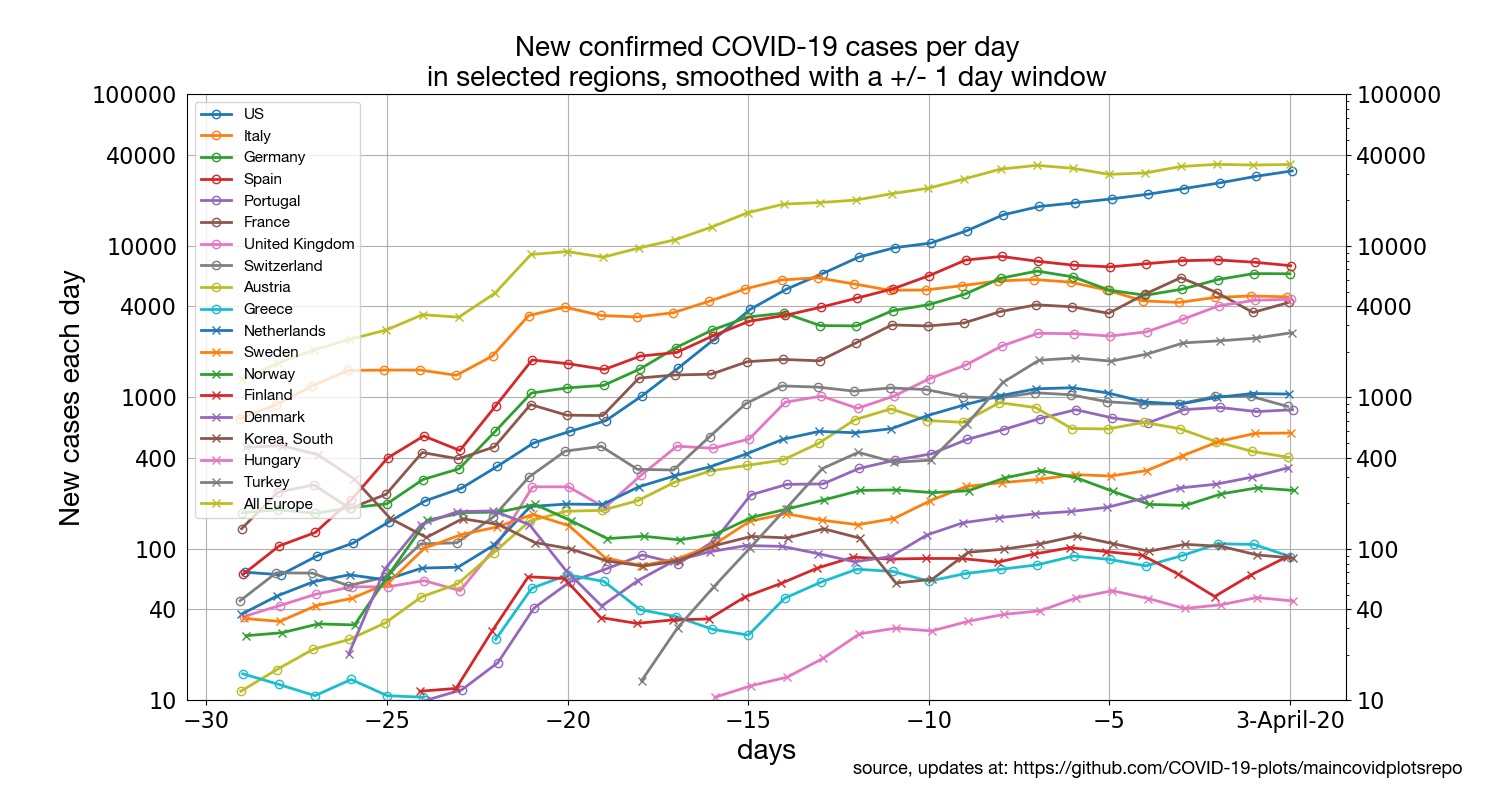 New confirmed COVID-19 cases per day
in selected regions, smoothed with a +/- 1 day window
100000
40000
10000
4000
1000
400
100
40
10
New cases each day
US
Italy
Germany
Spain
Portugal
France
United Kingdom
Switzerland
Austria
Greece
Netherlands
Sweden
Norway
Finland
Denmark
Korea, South
Hungary
Turkey
All Europe
100000
40000
10000
4000
1000
400
100
40
10
−30 −25 −20 −15 −10 −5 3-April-20
days
source, updates at: https://github.com/COVID-19-plots/maincovidplotsrepo